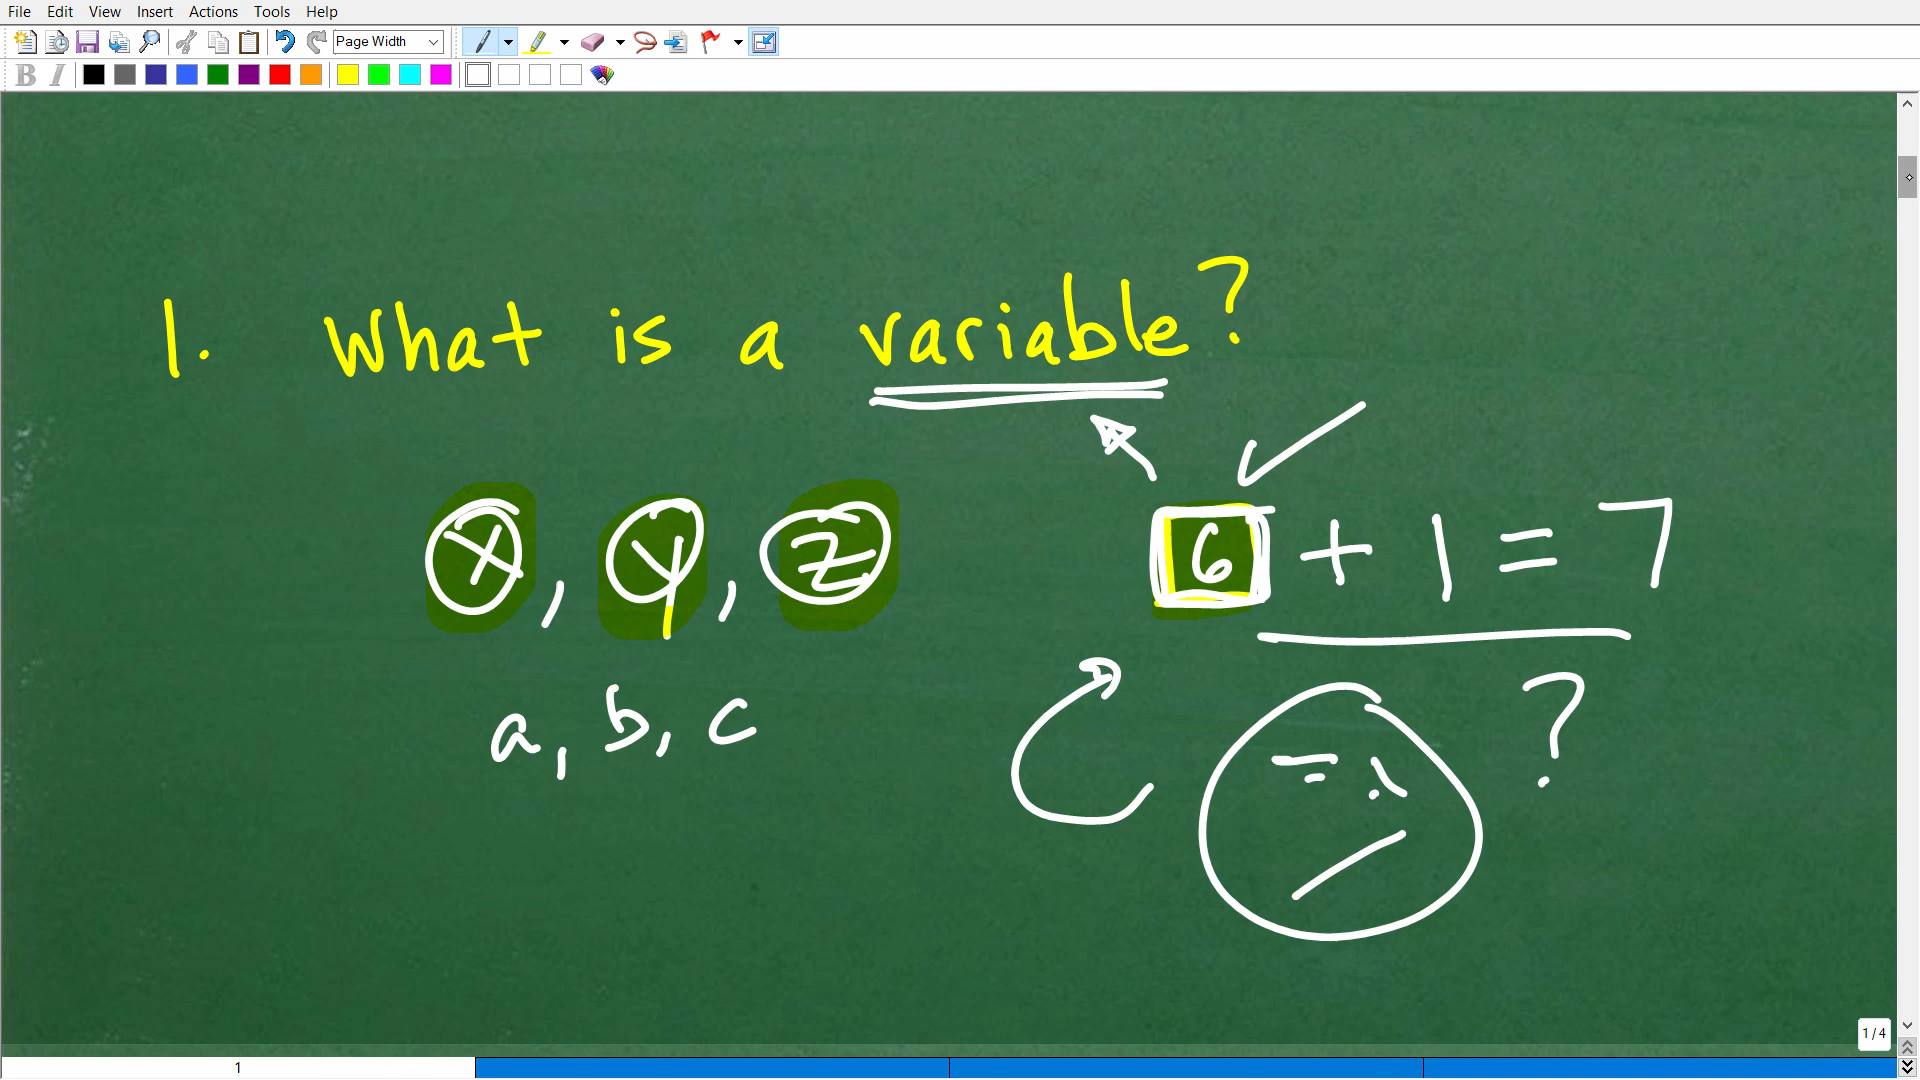 File Edit View Insert Actions Tools Help
Page Width
B I
1. What is a variable?
x, y, z
6 + 1 = 7
?
a, b, c
1 / 4
1